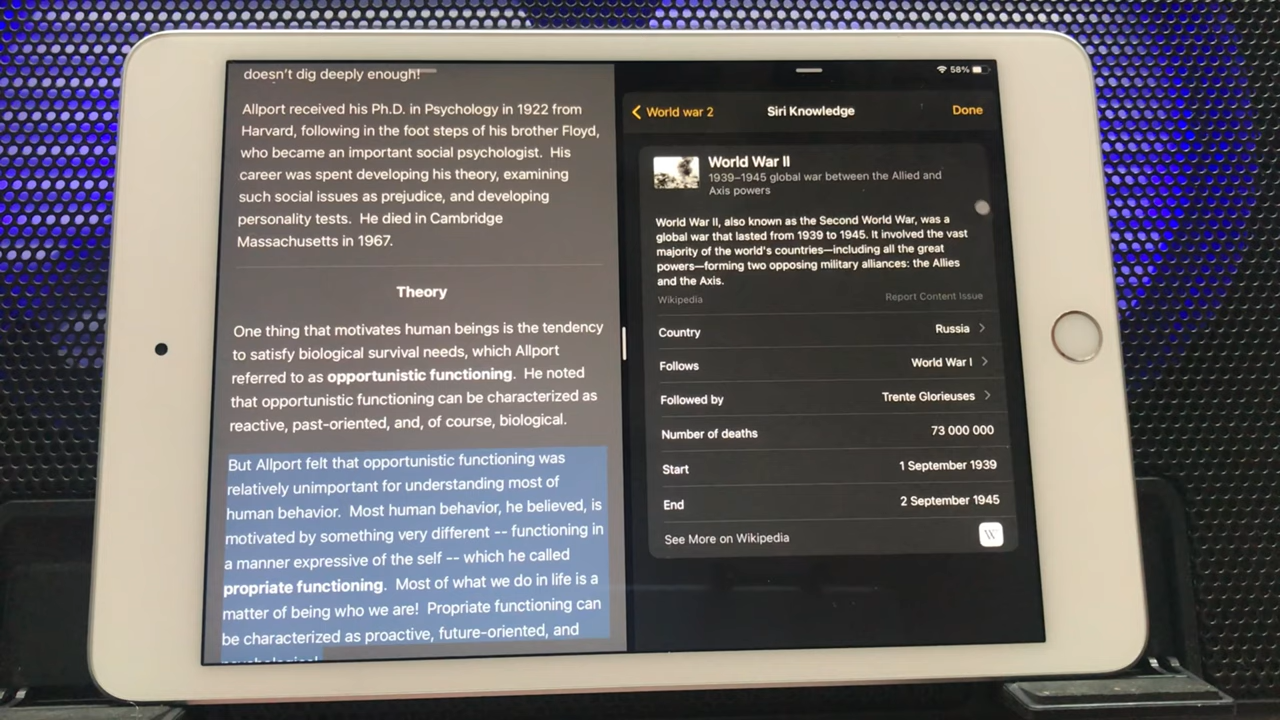 doesn't dig deeply enough!
Allport received his Ph.D. in Psychology in 1922 from
Harvard, following in the foot steps of his brother Floyd,
who became an important social psychologist. His
career was spent developing his theory, examining
such social issues as prejudice, and developing
personality tests. He died in Cambridge
Massachusetts in 1967.
Theory
One thing that motivates human beings is the tendency
to satisfy biological survival needs, which Allport
referred to as opportunistic functioning. He noted
that opportunistic functioning can be characterized as
reactive, past-oriented, and, of course, biological.
But Allport felt that opportunistic functioning was
relatively unimportant for understanding most of
human behavior. Most human behavior, he believed, is
motivated by something very different -- functioning in
a manner expressive of the self -- which he called
propriate functioning. Most of what we do in life is a
matter of being who we are! Propriate functioning can
be characterized as proactive, future-oriented, and
psychological.
58%
World war 2
Siri Knowledge
Done
World War II
1939–1945 global war between the Allied and
Axis powers
World War II, also known as the Second World War, was a
global war that lasted from 1939 to 1945. It involved the vast
majority of the world's countries—including all the great
powers—forming two opposing military alliances: the Allies
and the Axis.
Wikipedia
Report Content Issue
Country Russia
Follows World War I
Followed by Trente Glorieuses
Number of deaths 73 000 000
Start 1 September 1939
End 2 September 1945
See More on Wikipedia
W